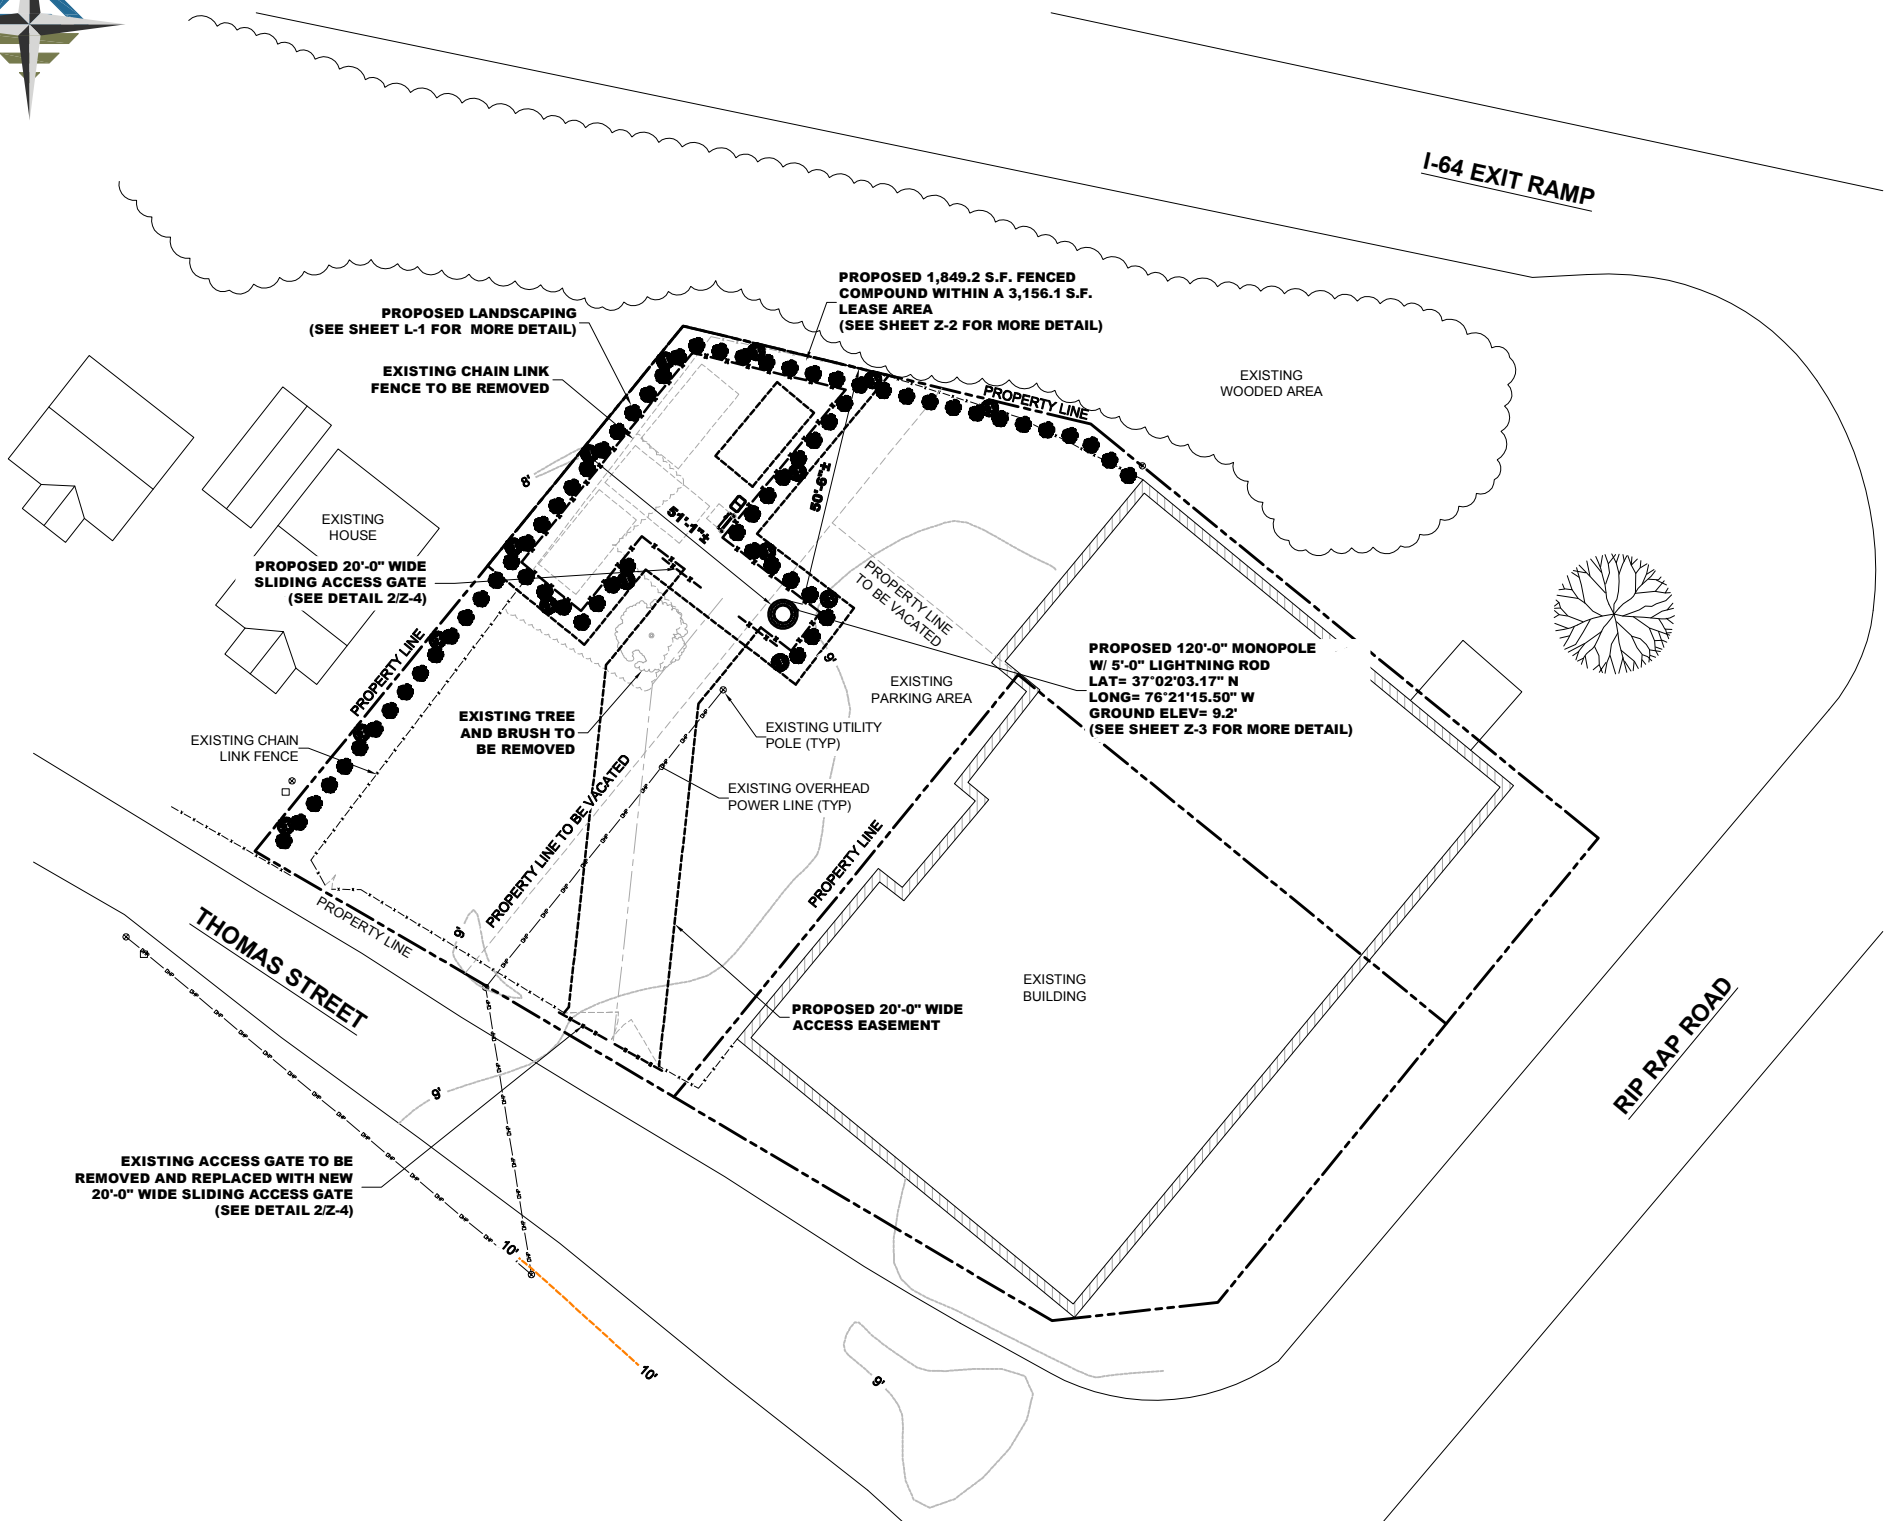 I-64 EXIT RAMP
PROPOSED 1,849.2 S.F. FENCED
COMPOUND WITHIN A 3,156.1 S.F.
LEASE AREA
(SEE SHEET Z-2 FOR MORE DETAIL)
PROPOSED LANDSCAPING
(SEE SHEET L-1 FOR MORE DETAIL)
EXISTING CHAIN LINK
FENCE TO BE REMOVED
EXISTING
WOODED AREA
PROPERTY LINE
8'
50'-6"±
51'-1"±
EXISTING
HOUSE
PROPOSED 20'-0" WIDE
SLIDING ACCESS GATE
(SEE DETAIL 2/Z-4)
PROPERTY LINE
TO BE VACATED
PROPERTY LINE
9'
PROPOSED 120'-0" MONOPOLE
W/ 5'-0" LIGHTNING ROD
LAT= 37°02'03.17" N
LONG= 76°21'15.50" W
GROUND ELEV= 9.2'
(SEE SHEET Z-3 FOR MORE DETAIL)
EXISTING
PARKING AREA
EXISTING TREE
AND BRUSH TO
BE REMOVED
EXISTING UTILITY
POLE (TYP)
EXISTING CHAIN
LINK FENCE
EXISTING OVERHEAD
POWER LINE (TYP)
PROPERTY LINE TO BE VACATED
PROPERTY LINE
PROPERTY LINE
9'
THOMAS STREET
EXISTING
BUILDING
PROPOSED 20'-0" WIDE
ACCESS EASEMENT
RIP RAP ROAD
9'
EXISTING ACCESS GATE TO BE
REMOVED AND REPLACED WITH NEW
20'-0" WIDE SLIDING ACCESS GATE
(SEE DETAIL 2/Z-4)
10'
10'
9'